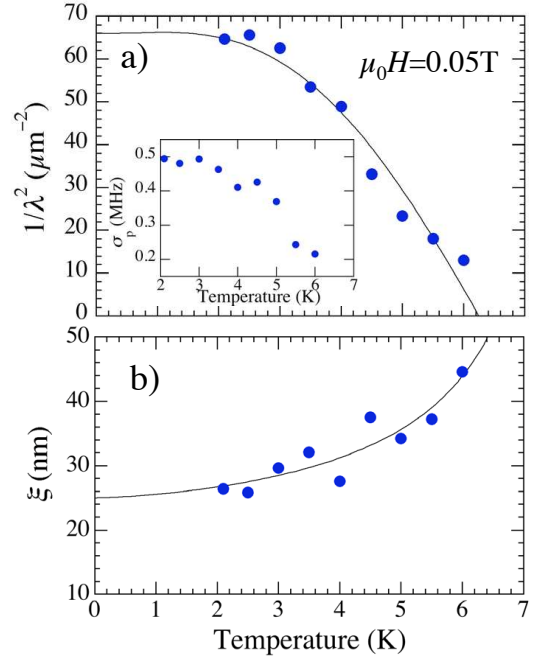 70
a)
μ₀H=0.05T
60
50
40
30
20
10
0
1/λ² (μm⁻²)
0.5
0.4
0.3
0.2
σₚ (MHz)
2 3 4 5 6 7
Temperature (K)
50
b)
40
30
20
10
ξ (nm)
0 1 2 3 4 5 6 7
Temperature (K)